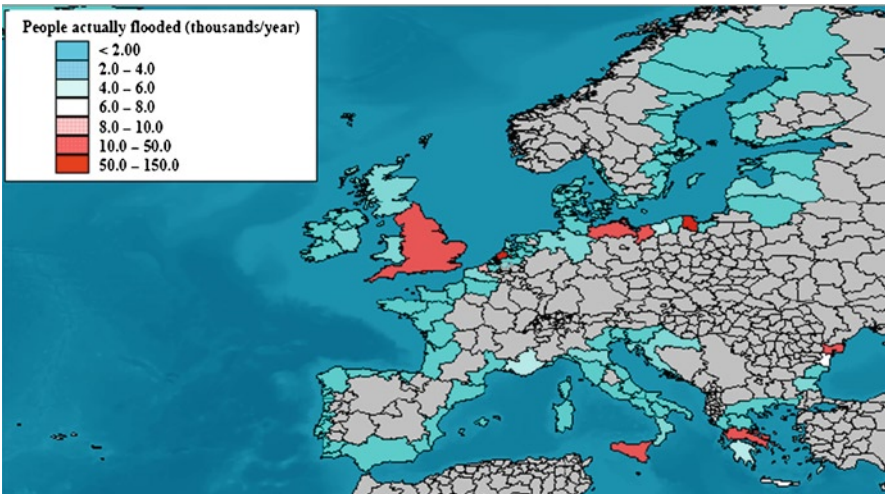 People actually flooded (thousands/year)
< 2.00
2.0 – 4.0
4.0 – 6.0
6.0 – 8.0
8.0 – 10.0
10.0 – 50.0
50.0 – 150.0